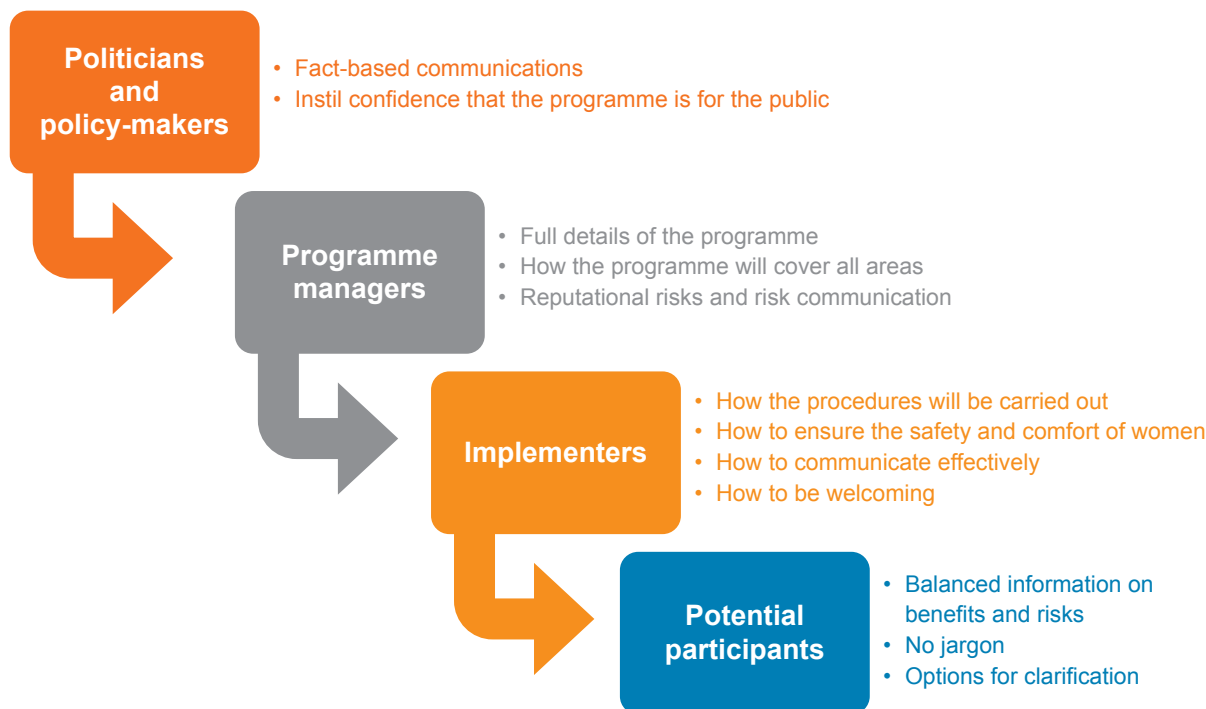 Politicians
and
policy-makers
• Fact-based communications
• Instil confidence that the programme is for the public
Programme
managers
• Full details of the programme
• How the programme will cover all areas
• Reputational risks and risk communication
Implementers
• How the procedures will be carried out
• How to ensure the safety and comfort of women
• How to communicate effectively
• How to be welcoming
Potential
participants
• Balanced information on
benefits and risks
• No jargon
• Options for clarification